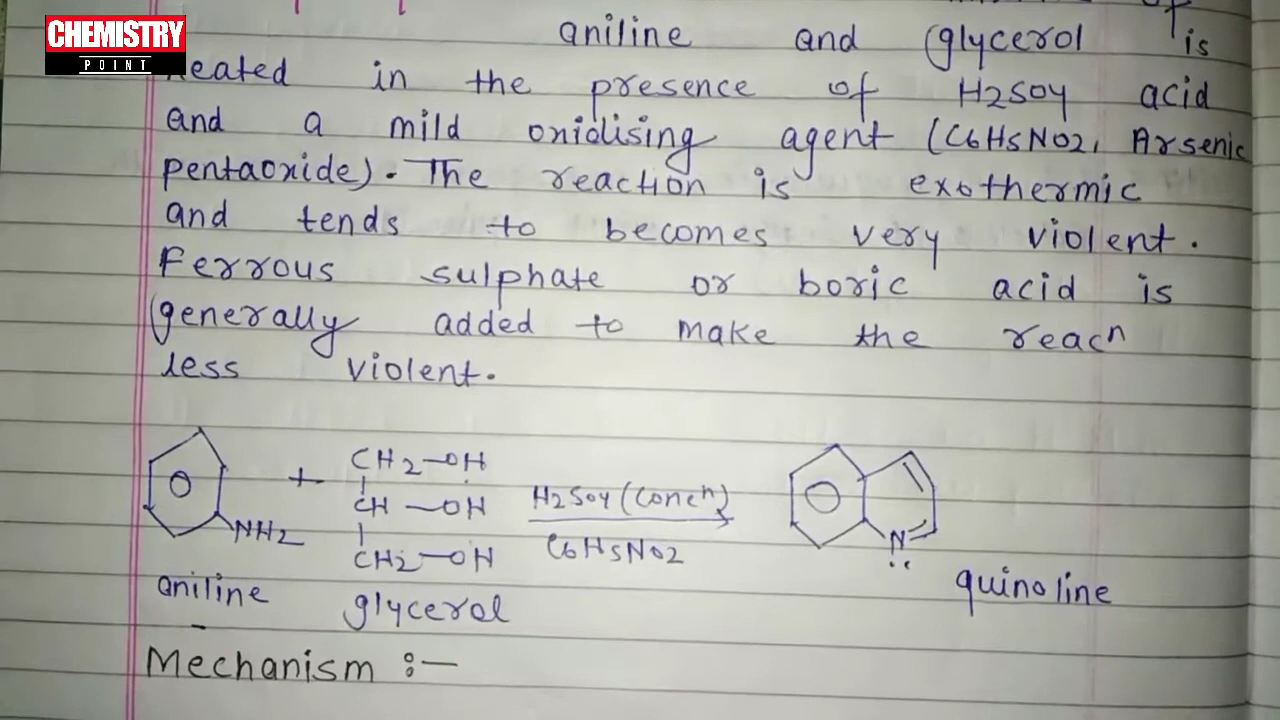 CHEMISTRY
POINT
aniline and glycerol is
heated in the presence of H2SO4 acid
and a mild oxidising agent (C6H5NO2, Arsenic
pentaoxide). The reaction is exothermic
and tends to becomes very violent.
Ferrous sulphate or boric acid is
generally added to make the reacn
less violent.
CH2-OH
+ CH-OH H2SO4 (Concn)
NH2 CH2-OH C6H5NO2 N
aniline glycerol quinoline
Mechanism :-